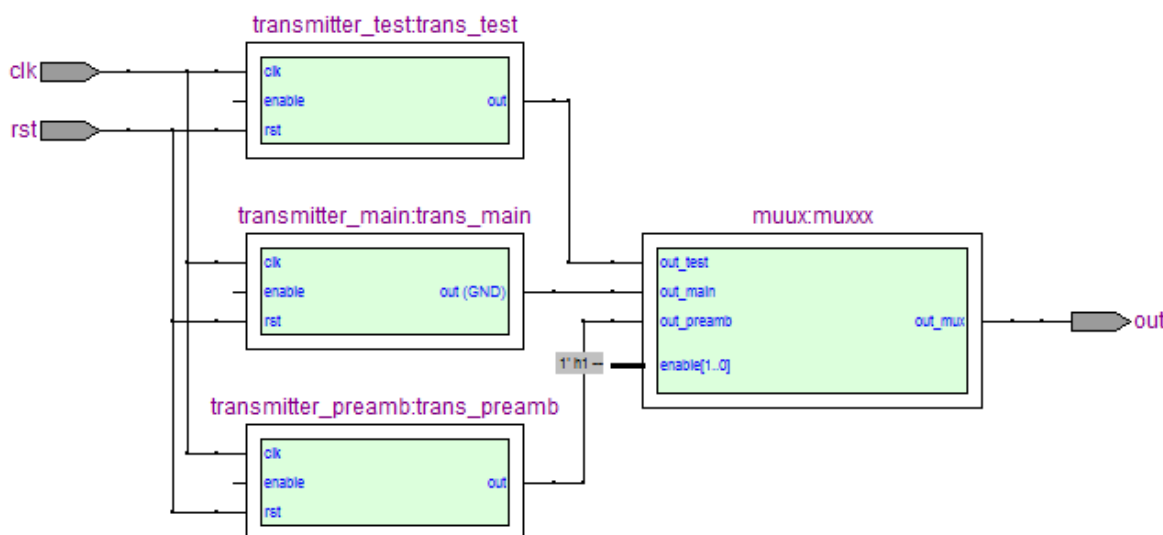 transmitter_test:trans_test
clk
rst
clk
enable
rst
out
transmitter_main:trans_main
clk
enable
rst
out (GND)
muux:muxxx
out_test
out_main
out_preamb
enable[1..0]
out_mux
out
1' h1 --
transmitter_preamb:trans_preamb
clk
enable
rst
out